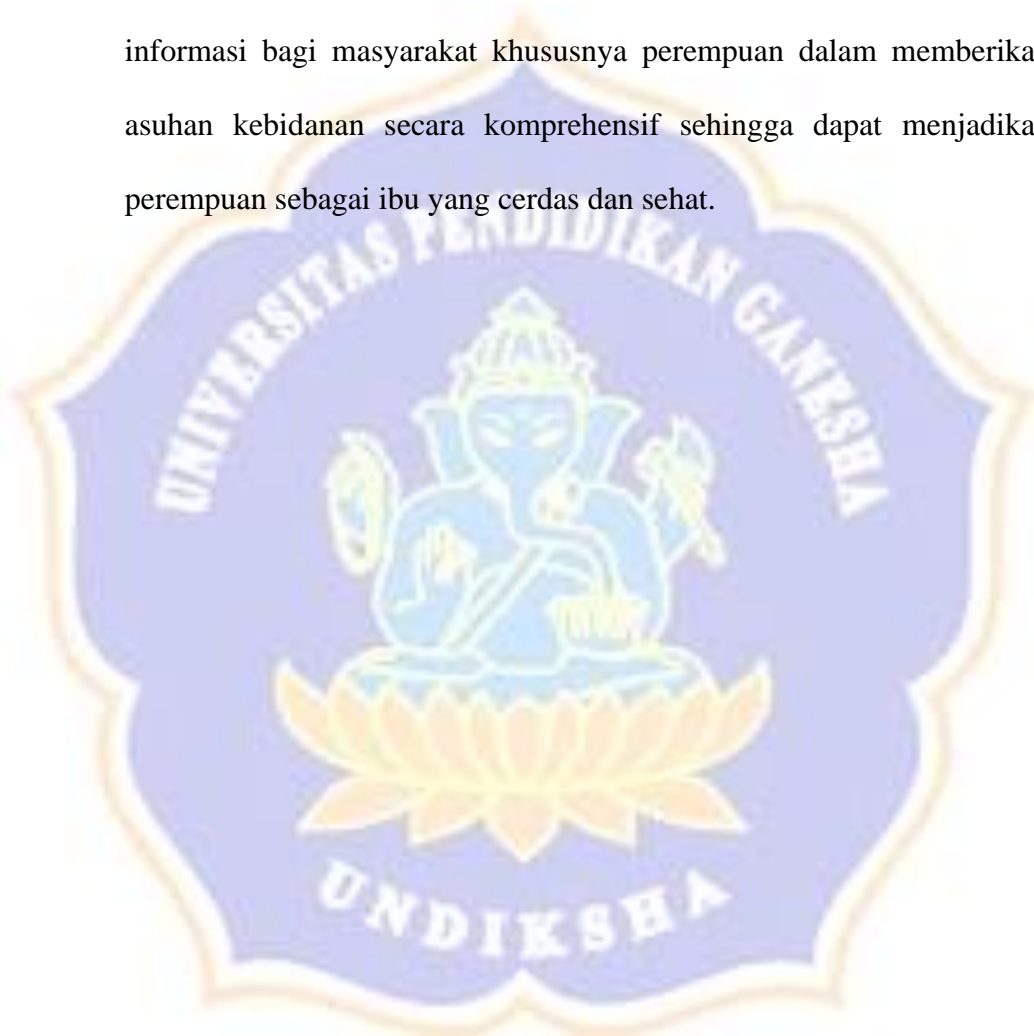 informasi bagi masyarakat khususnya perempuan dalam memberika
asuhan kebidanan secara komprehensif sehingga dapat menjadika
perempuan sebagai ibu yang cerdas dan sehat.
UNIVERSITAS PENDIDIKAN GANESHA
UNDIKSHA